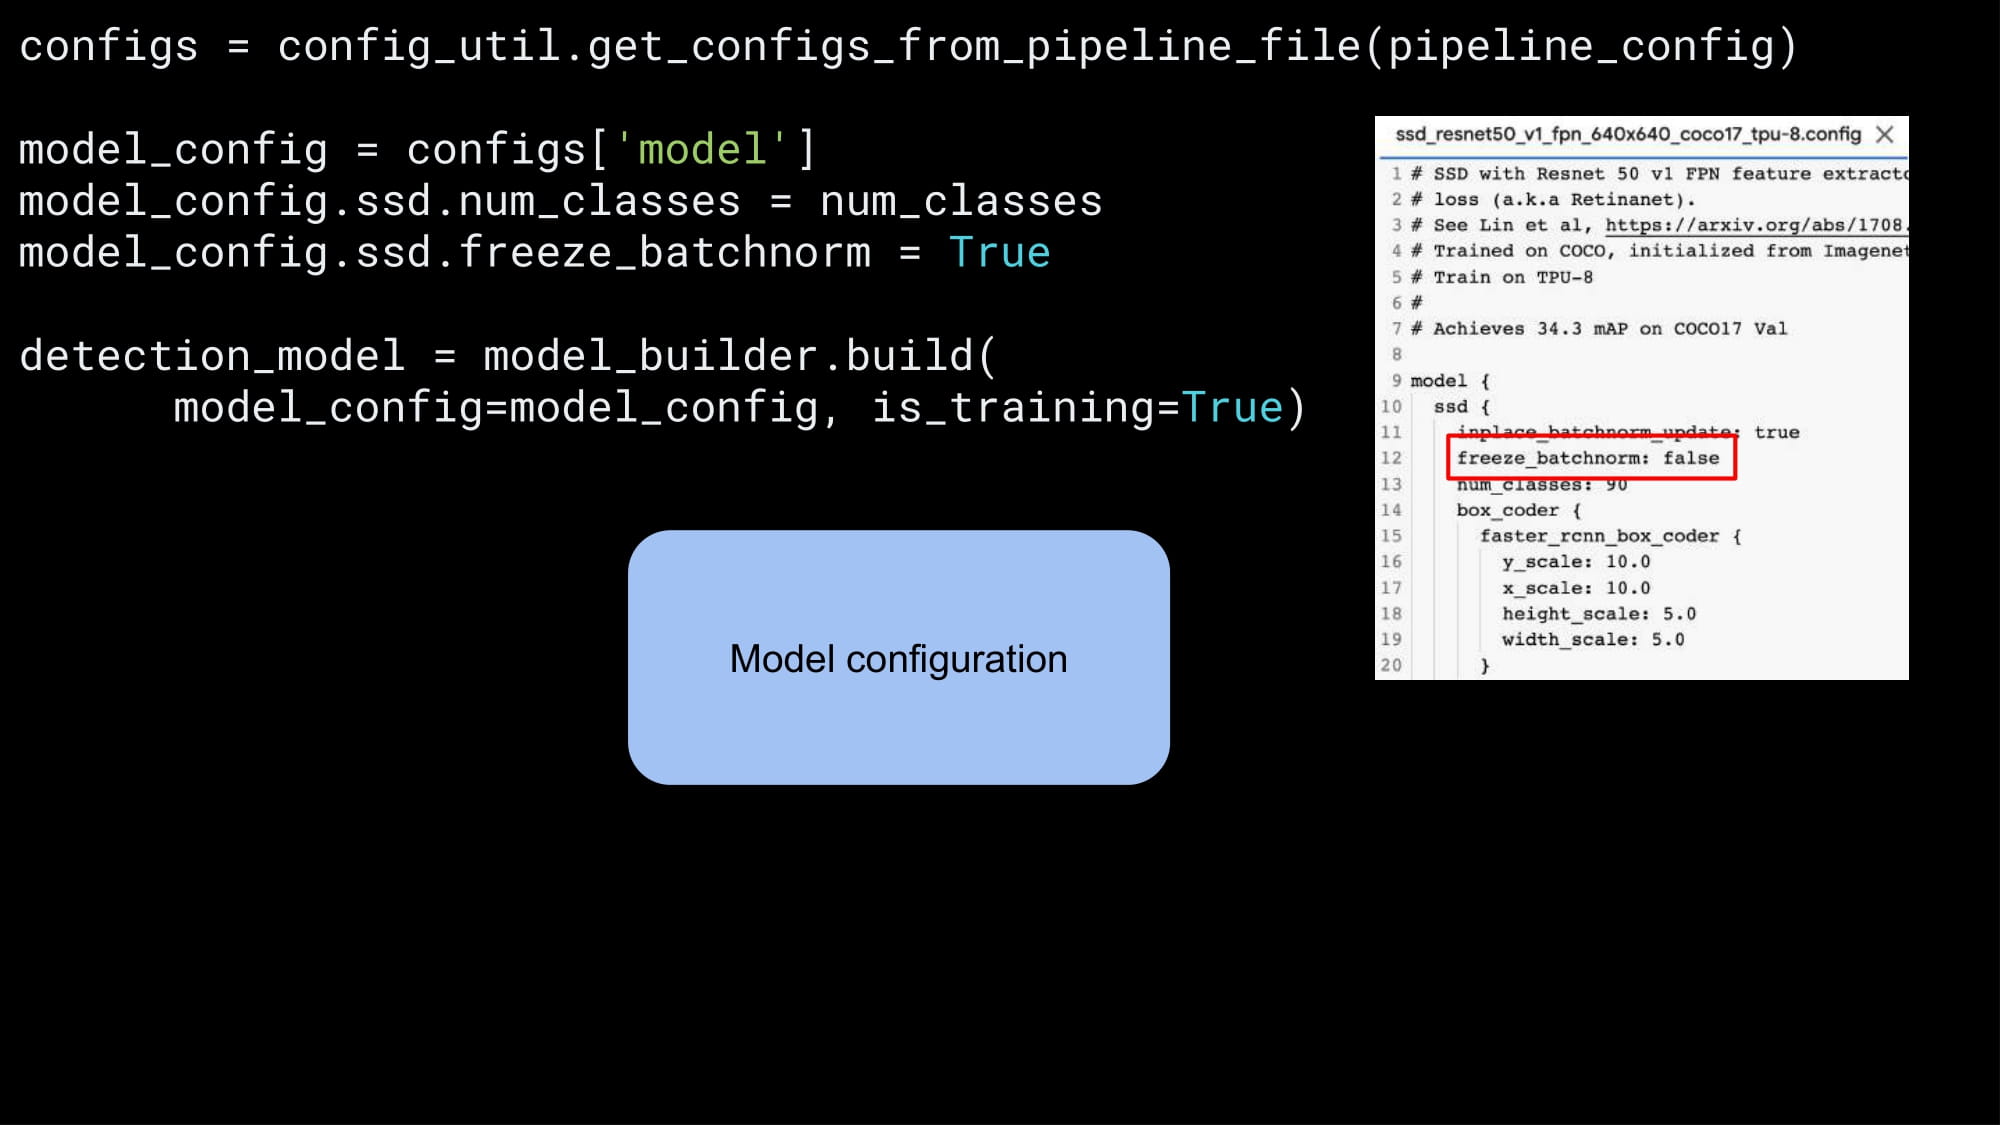 configs = config_util.get_configs_from_pipeline_file(pipeline_config)
model_config = configs['model']
model_config.ssd.num_classes = num_classes
model_config.ssd.freeze_batchnorm = True
detection_model = model_builder.build(
model_config=model_config, is_training=True)
ssd_resnet50_v1_fpn_640x640_coco17_tpu-8.config ×
1 # SSD with Resnet 50 v1 FPN feature extracto
2 # loss (a.k.a Retinanet).
3 # See Lin et al, https://arxiv.org/abs/1708.
4 # Trained on COCO, initialized from Imagenet
5 # Train on TPU-8
6 #
7 # Achieves 34.3 mAP on COCO17 Val
8
9 model {
10 ssd {
11 inplace_batchnorm_update: true
12 freeze_batchnorm: false
13 num_classes: 90
14 box_coder {
15 faster_rcnn_box_coder {
16 y_scale: 10.0
17 x_scale: 10.0
18 height_scale: 5.0
19 width_scale: 5.0
20 }
Model configuration